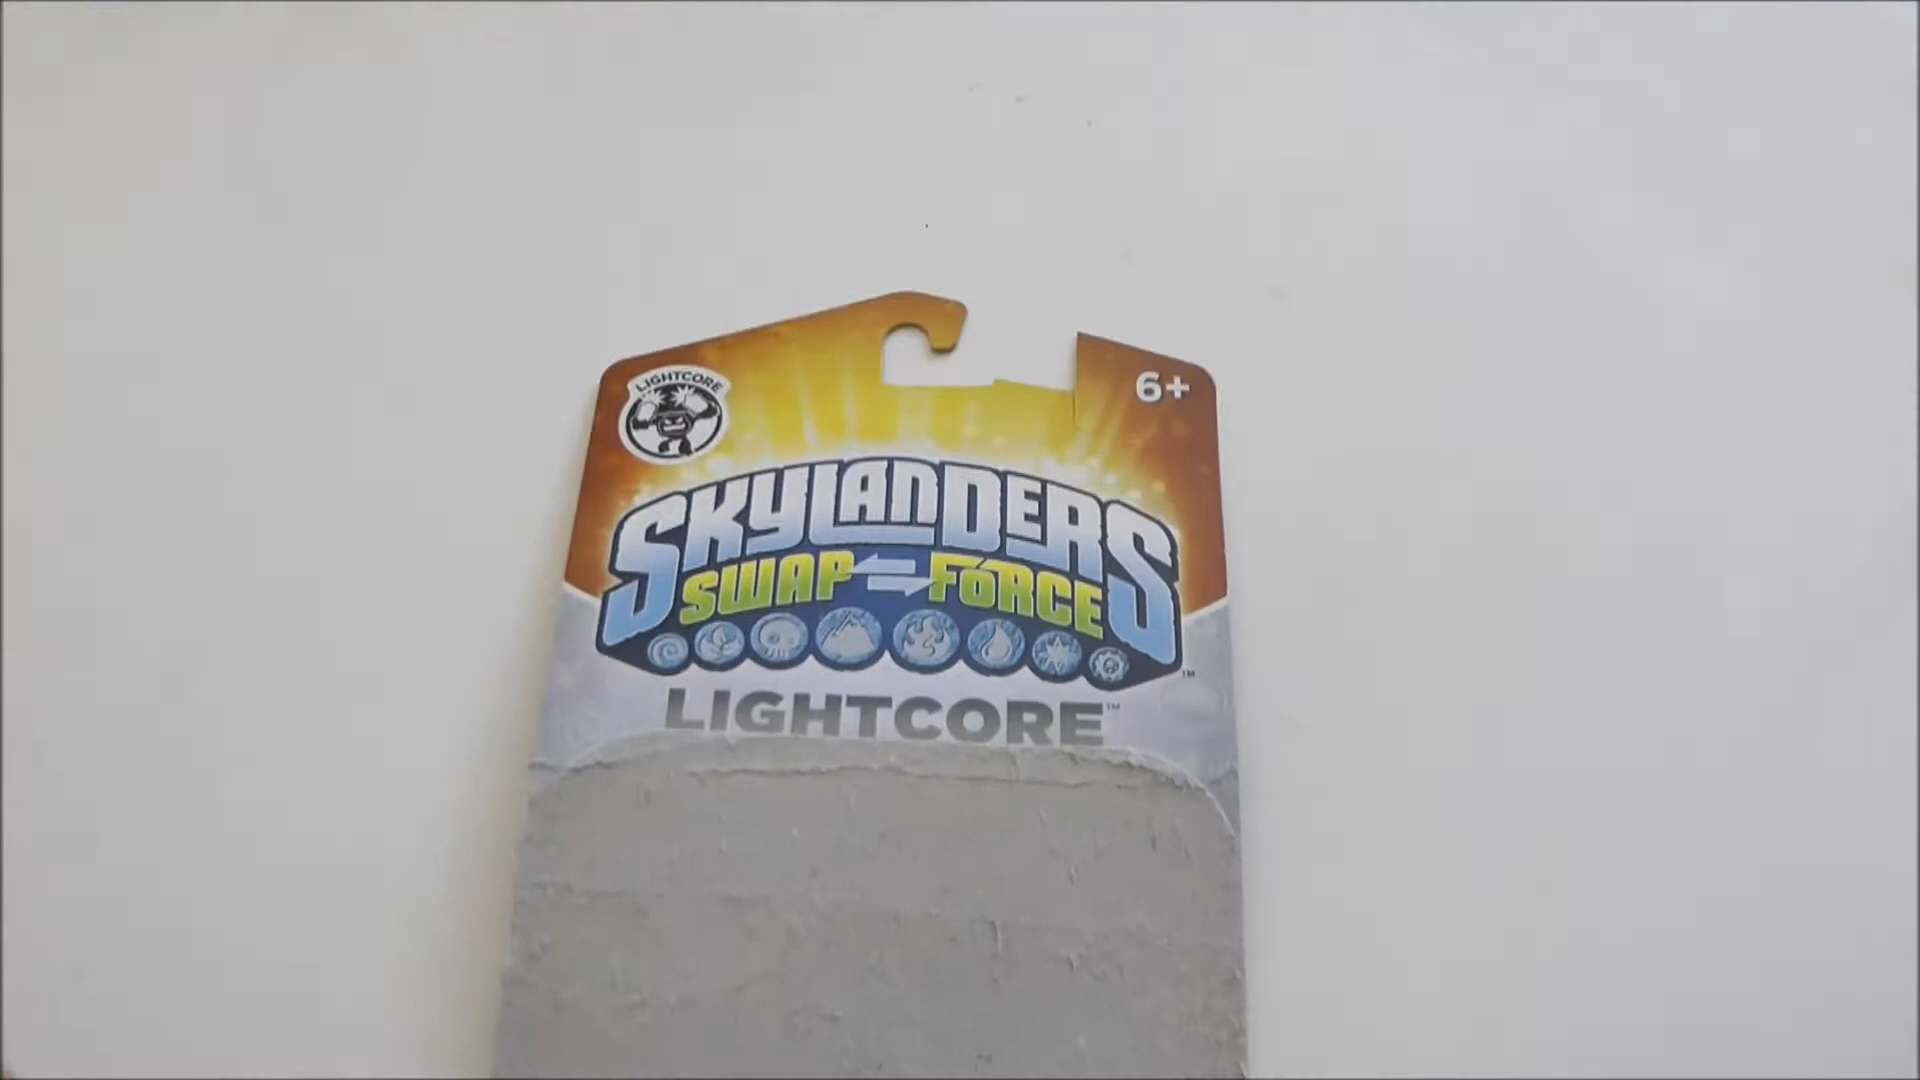 LIGHTCORE
6+
SKYLANDERS
SWAP FORCE
™
LIGHTCORE™